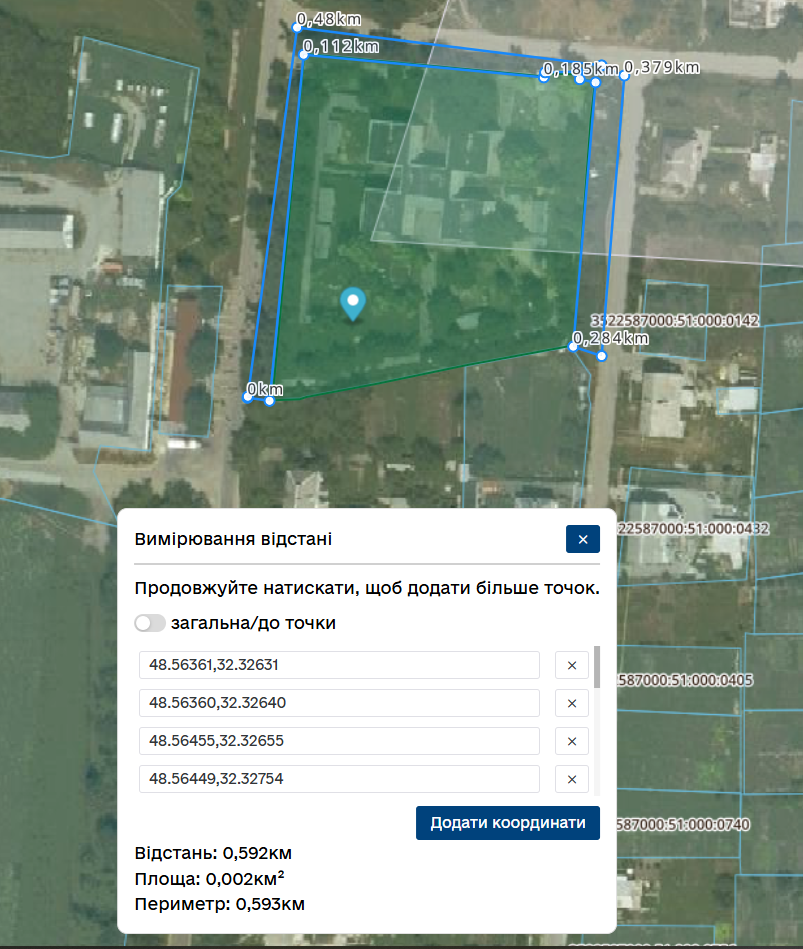 0,48km
0,112km
0,185km
0,379km
3522587000:51:000:0142
0,284km
0km
22587000:51:000:0432
587000:51:000:0405
587000:51:000:0740
Вимірювання відстані
×
Продовжуйте натискати, щоб додати більше точок.
загальна/до точки
48.56361,32.32631
×
48.56360,32.32640
×
48.56455,32.32655
×
48.56449,32.32754
×
Додати координати
Відстань: 0,592км
Площа: 0,002км²
Периметр: 0,593км